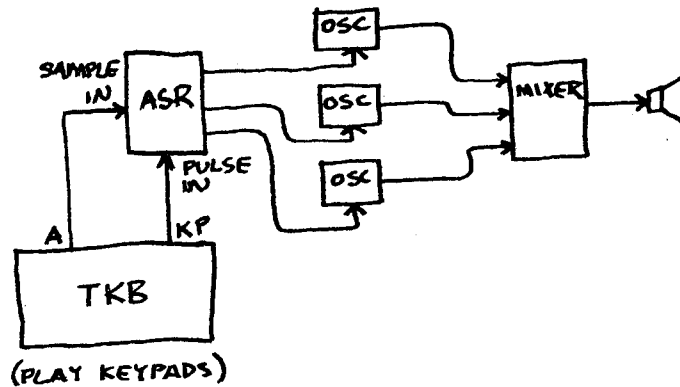 OSC
SAMPLE
IN
ASR
OSC
MIXER
PULSE
IN
OSC
A
KP
TKB
(PLAY KEYPADS)